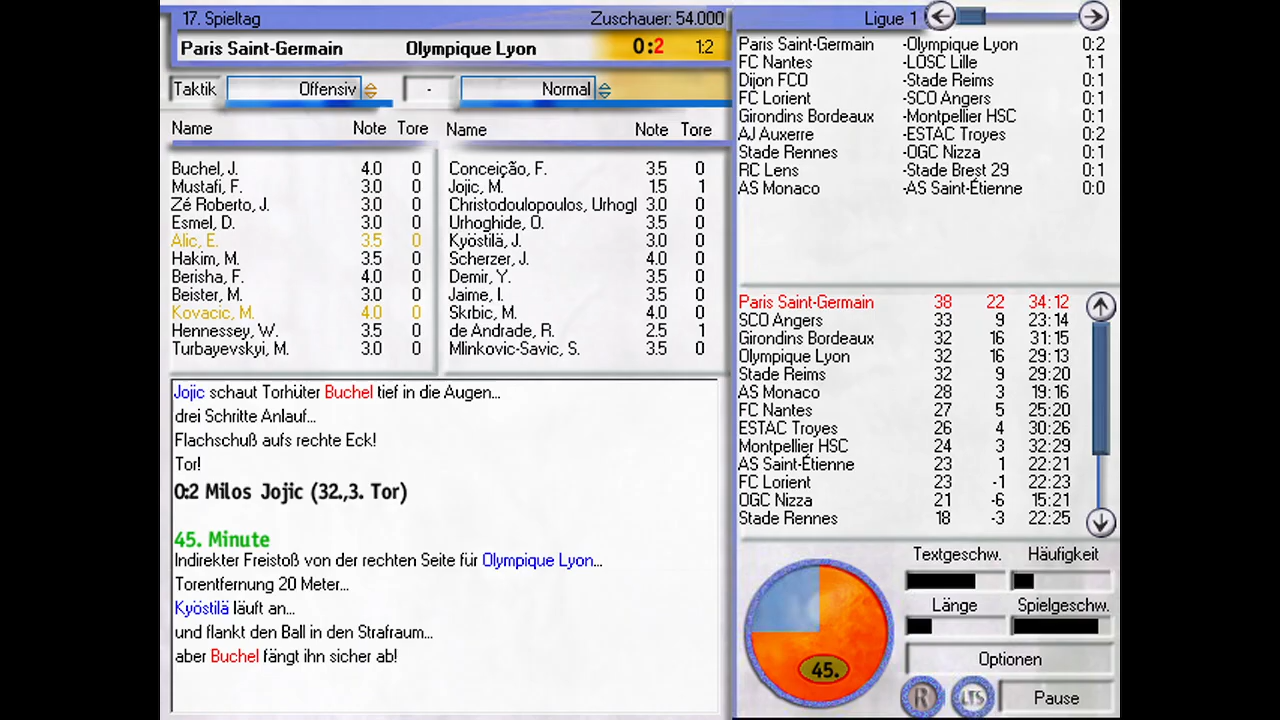 17. Spieltag Zuschauer: 54.000
Paris Saint-Germain Olympique Lyon 0:2 1:2
Taktik Offensiv - Normal
Name Note Tore Name Note Tore
Buchel, J. 4.0 0 Conceição, F. 3.5 0
Mustafi, F. 3.0 0 Jojic, M. 1.5 1
Zé Roberto, J. 3.0 0 Christodoulopoulos, Urhogl 3.0 0
Esmel, D. 3.0 0 Urhoghide, O. 3.5 0
Alic, E. 3.5 0 Kyöstilä, J. 3.0 0
Hakim, M. 3.5 0 Scherzer, J. 4.0 0
Berisha, F. 4.0 0 Demir, Y. 3.5 0
Beister, M. 3.0 0 Jaime, I. 3.5 0
Kovacic, M. 4.0 0 Skrbic, M. 4.0 0
Hennessey, W. 3.5 0 de Andrade, R. 2.5 1
Turbayevskyi, M. 3.0 0 Mlinkovic-Savic, S. 3.5 0
Jojic schaut Torhüter Buchel tief in die Augen...
drei Schritte Anlauf...
Flachschuß aufs rechte Eck!
Tor!
0:2 Milos Jojic (32.,3. Tor)
45. Minute
Indirekter Freistoß von der rechten Seite für Olympique Lyon...
Torentfernung 20 Meter...
Kyöstilä läuft an...
und flankt den Ball in den Strafraum...
aber Buchel fängt ihn sicher ab!
Ligue 1
Paris Saint-Germain -Olympique Lyon 0:2
FC Nantes -LOSC Lille 1:1
Dijon FCO -Stade Reims 0:1
FC Lorient -SCO Angers 0:1
Girondins Bordeaux -Montpellier HSC 0:1
AJ Auxerre -ESTAC Troyes 0:2
Stade Rennes -OGC Nizza 0:1
RC Lens -Stade Brest 29 0:1
AS Monaco -AS Saint-Étienne 0:0
Paris Saint-Germain 38 22 34:12
SCO Angers 33 9 23:14
Girondins Bordeaux 32 16 31:15
Olympique Lyon 32 16 29:13
Stade Reims 32 9 29:20
AS Monaco 28 3 19:16
FC Nantes 27 5 25:20
ESTAC Troyes 26 4 30:26
Montpellier HSC 24 3 32:29
AS Saint-Étienne 23 1 22:21
FC Lorient 23 -1 22:23
OGC Nizza 21 -6 15:21
Stade Rennes 18 -3 22:25
Textgeschw. Häufigkeit
Länge Spielgeschw.
Optionen
45.
R LTS Pause